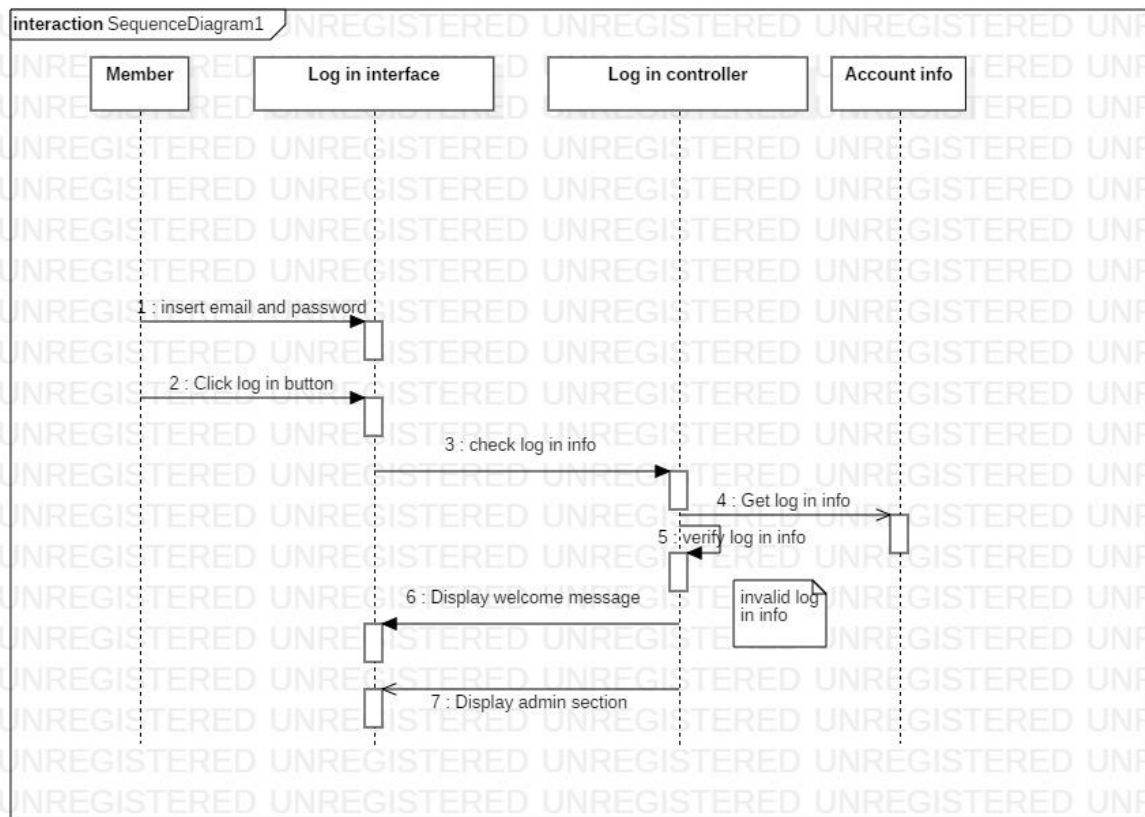 interaction SequenceDiagram1
Member
Log in interface
Log in controller
Account info
1 : insert email and password
2 : Click log in button
3 : check log in info
4 : Get log in info
5 : verify log in info
6 : Display welcome message
invalid log
in info
7 : Display admin section
UNREGISTERED